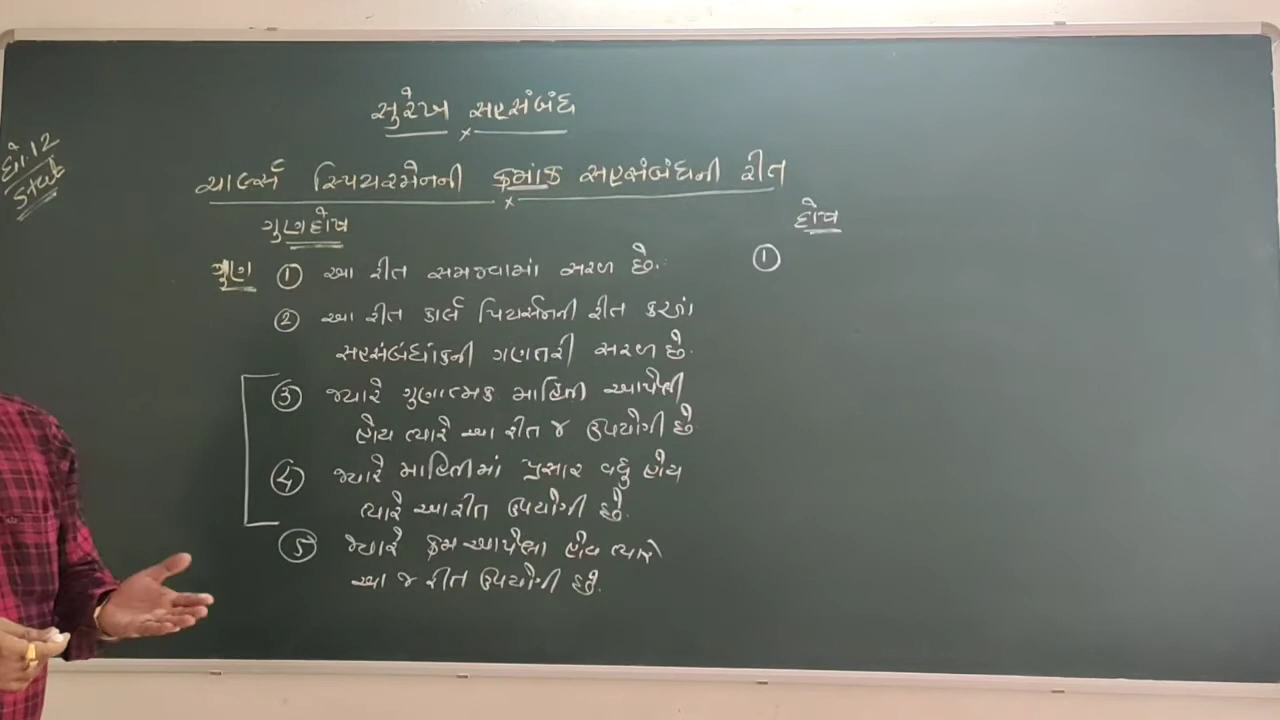 ધો.12
Stat
સુરેખ સહસંબંધ
ચાર્લ્સ સ્પિયરમેનની ક્રમાંક સહસંબંધની રીત
ગુણદોષ
ગુણ ① આ રીત સમજવામાં સરળ છે.
② આ રીત કાર્લ પિયર્સનની રીત કરતાં
સહસંબંધાંકની ગણતરી સરળ છે.
③ જ્યારે ગુણાત્મક માહિતી આપેલી
હોય ત્યારે આ રીત જ ઉપયોગી છે
④ જ્યારે માહિતીમાં પ્રસાર વધુ હોય
ત્યારે આ રીત ઉપયોગી છે.
⑤ જ્યારે ક્રમ આપેલા હોય ત્યારે
આ જ રીત ઉપયોગી છે.
દોષ
①